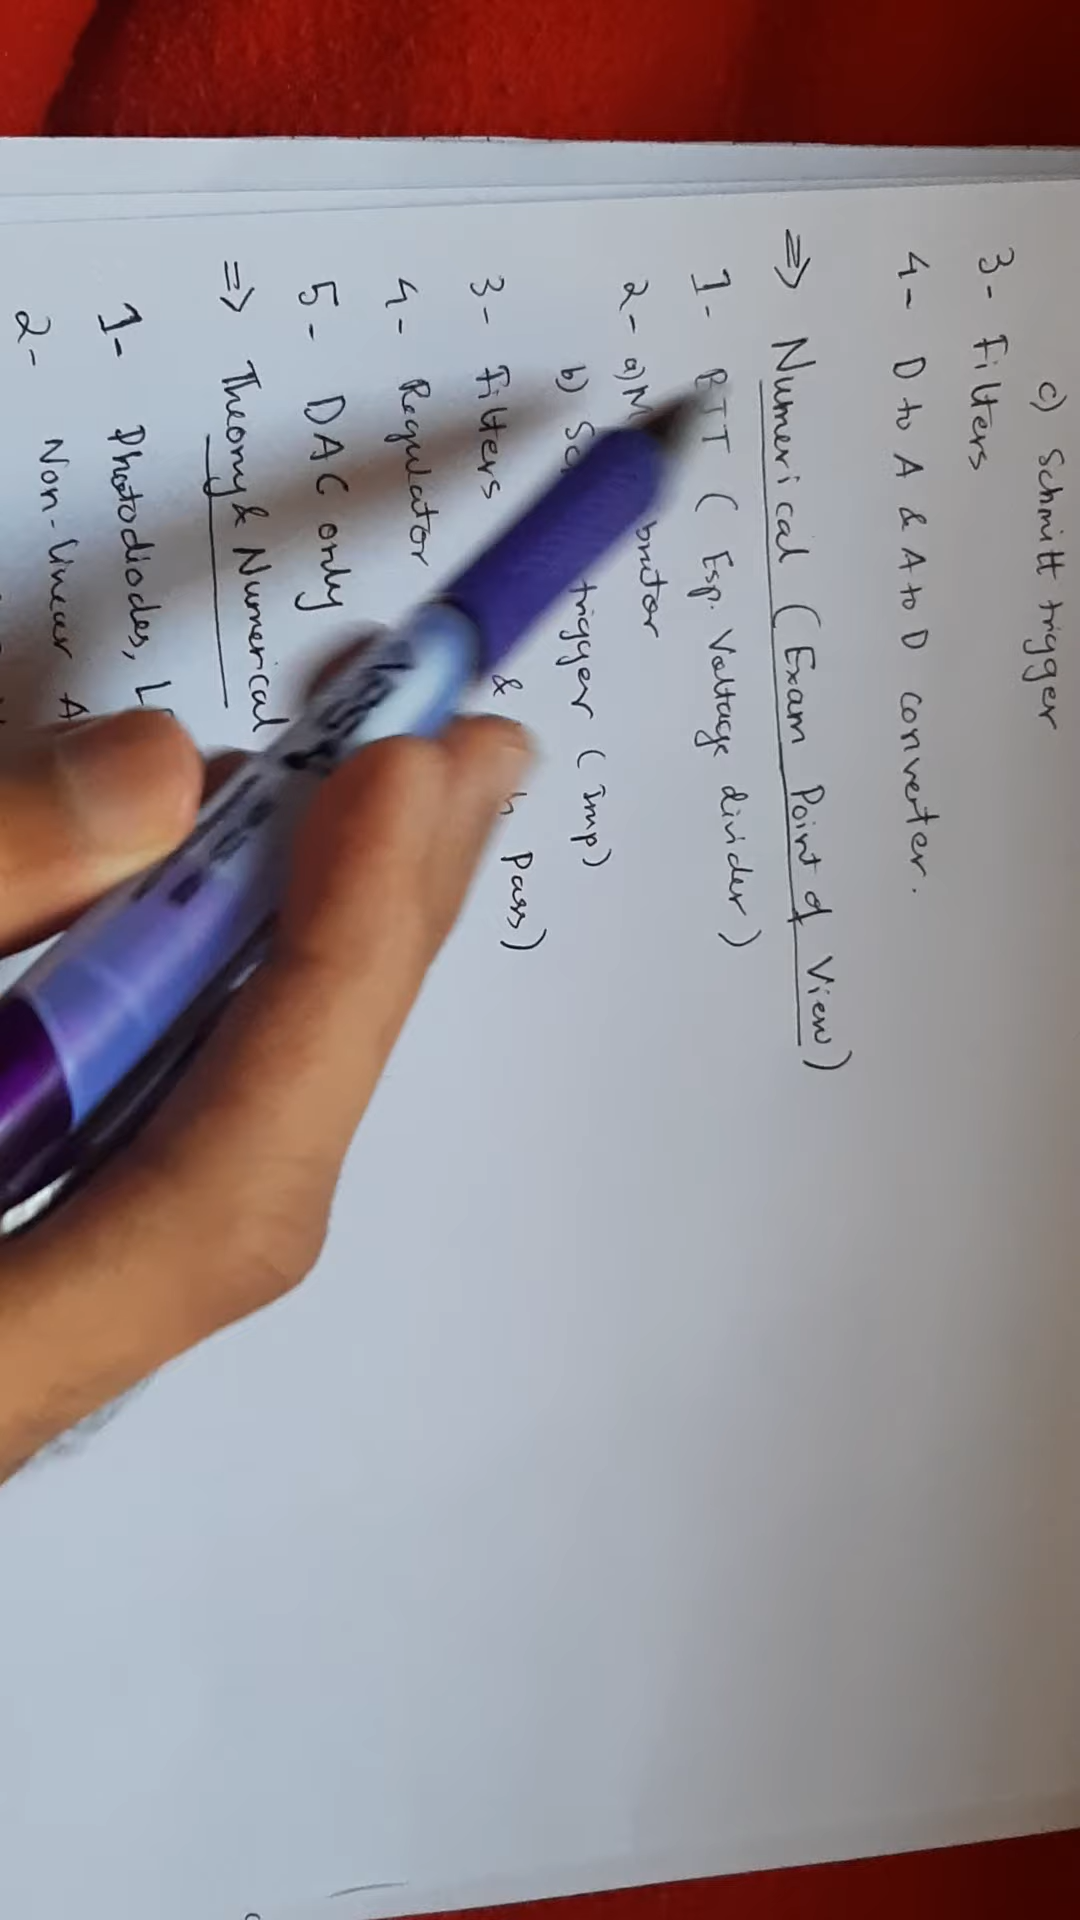 c) Schmitt trigger
3- Filters
4- D to A & A to D converter.
=> Numerical (Exam Point of View)
1- BJT (Esp. Voltage divider)
2- a)
b) trigger (Imp)
3- Filters & Pass)
4- Regulator
5- DAC only
=> Theory & Numerical
1- Photodiodes,
2- Non-linear